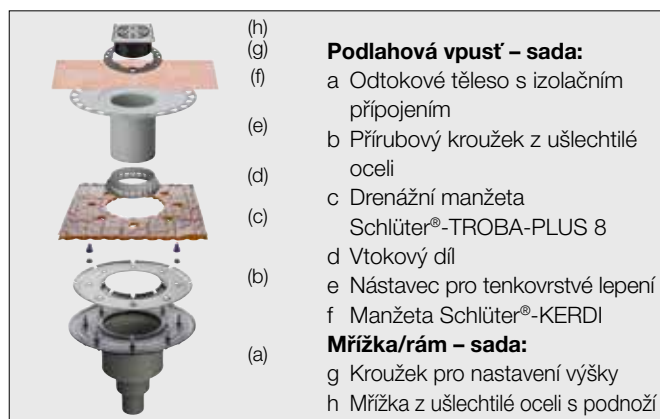 (h)
(g)
(f)
(e)
(d)
(c)
(b)
(a)
Podlahová vpusť – sada:
a Odtokové těleso s izolačním
přípojením
b Přírubový kroužek z ušlechtilé
oceli
c Drenážní manžeta
Schlüter®-TROBA-PLUS 8
d Vtokový díl
e Nástavec pro tenkovrstvé lepení
f Manžeta Schlüter®-KERDI
Mřížka/rám – sada:
g Kroužek pro nastavení výšky
h Mřížka z ušlechtilé oceli s podnoží